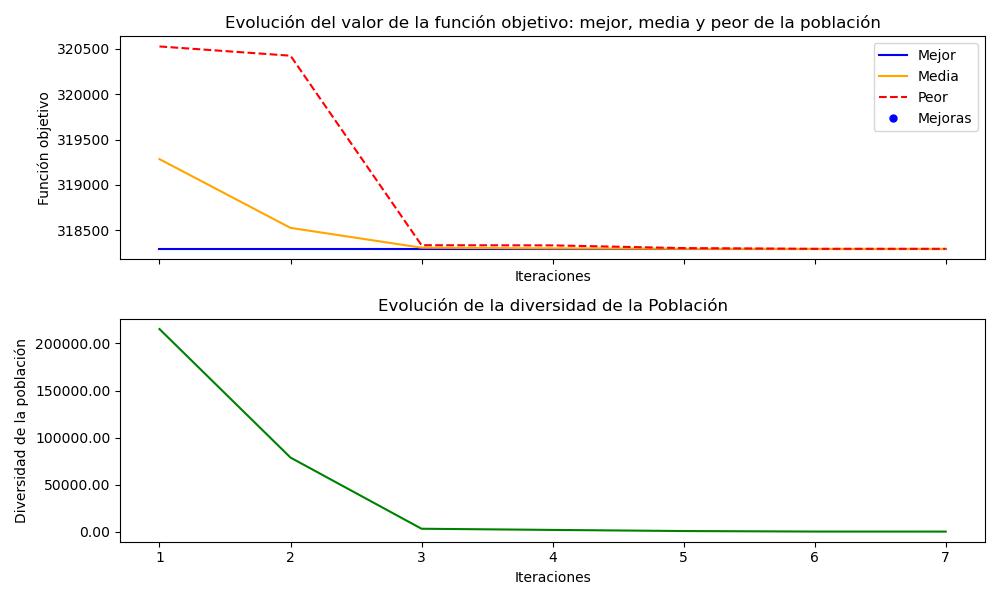 Evolución del valor de la función objetivo: mejor, media y peor de la población
320500
320000
319500
319000
318500
Función objetivo
Mejor
Media
Peor
Mejoras
Iteraciones
Evolución de la diversidad de la Población
200000.00
150000.00
100000.00
50000.00
0.00
Diversidad de la población
1 2 3 4 5 6 7
Iteraciones